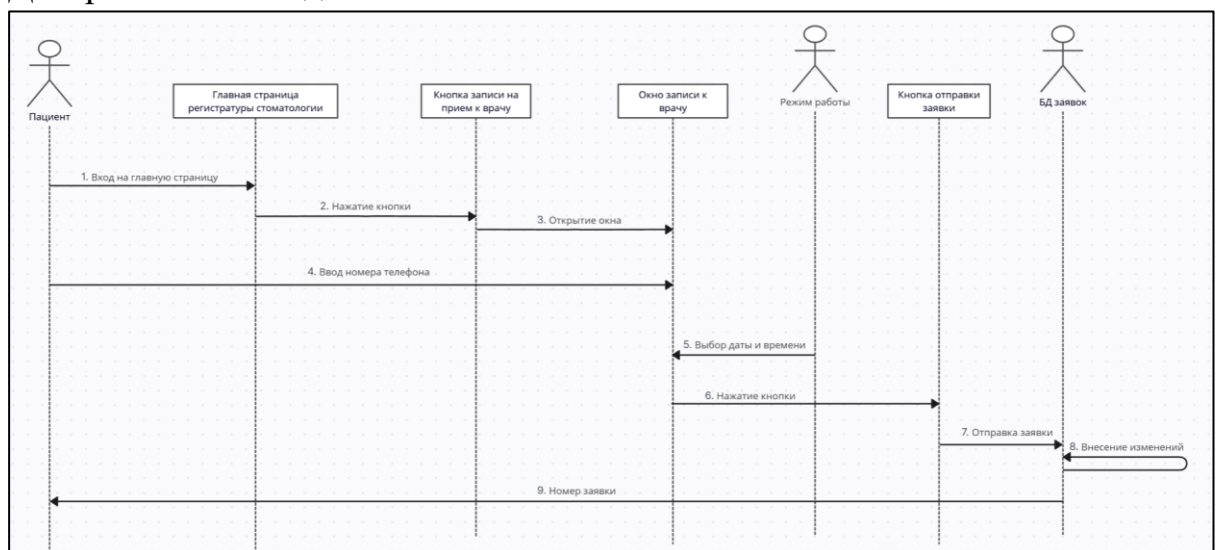 Главная страница
регистратуры стоматологии
Кнопка записи на
прием к врачу
Окно записи к
врачу
Режим работы
Кнопка отправки
заявки
БД заявок
Пациент
1. Вход на главную страницу
2. Нажатие кнопки
3. Открытие окна
4. Ввод номера телефона
5. Выбор даты и времени
6. Нажатие кнопки
7. Отправка заявки
8. Внесение изменений
9. Номер заявки